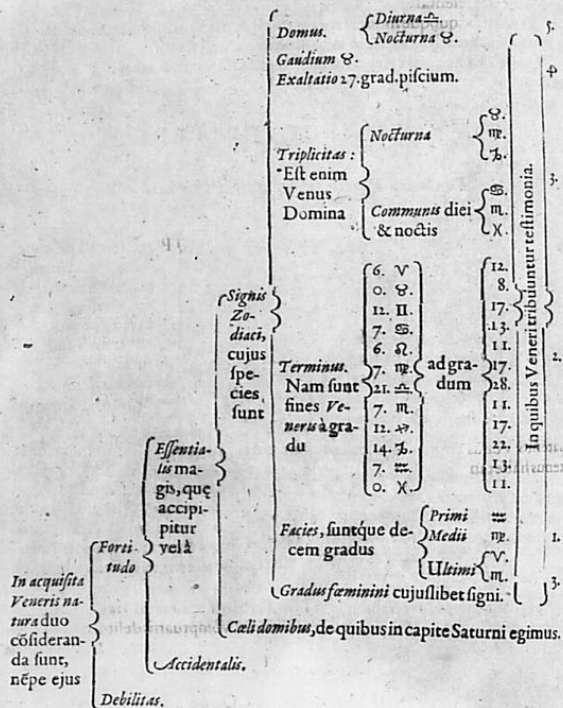 Domus.
Diurna ♎
Nocturna ♉.
Gaudium ♉.
Exaltatio 27. grad. piſcium.
Triplicitas :
Eſt enim
Venus
Domina
Nocturna
♉.
♍.
♑.
Communis diei
& noctis
♋.
♏.
♓.
Signis
Zo-
diaci,
cujus
ſpe-
cies
ſunt
Terminus.
Nam ſunt
fines Ve-
neris à gra-
du
6. ♈
0. ♉.
12. ♊
7. ♋.
6. ♌.
7. ♍.
21. ♎
7. ♏.
12. ♐
14. ♑.
7. ♒
0. ♓.
ad gra-
dum
12.
8.
17.
13.
11.
17.
28.
11.
17.
22.
13.
11.
Facies, ſuntq́ue de-
cem gradus
Primi ♒
Medii ♍
Ultimi
♈.
♏.
Gradus fœminini cujuſlibet ſigni.
In quibus Veneri tribuuntur teſtimonia.
5.
4.
3.
2.
1.
3.
Eſſentia-
lis ma-
gis, quę
accipi-
pitur
vel à
Cæli domibus, de quibus in capite Saturni egimus.
Forti-
tudo
Accidentalis.
In acquiſita
Veneris na-
tura duo
cõſideran-
da ſunt,
nẽpe ejus
Debilitas.